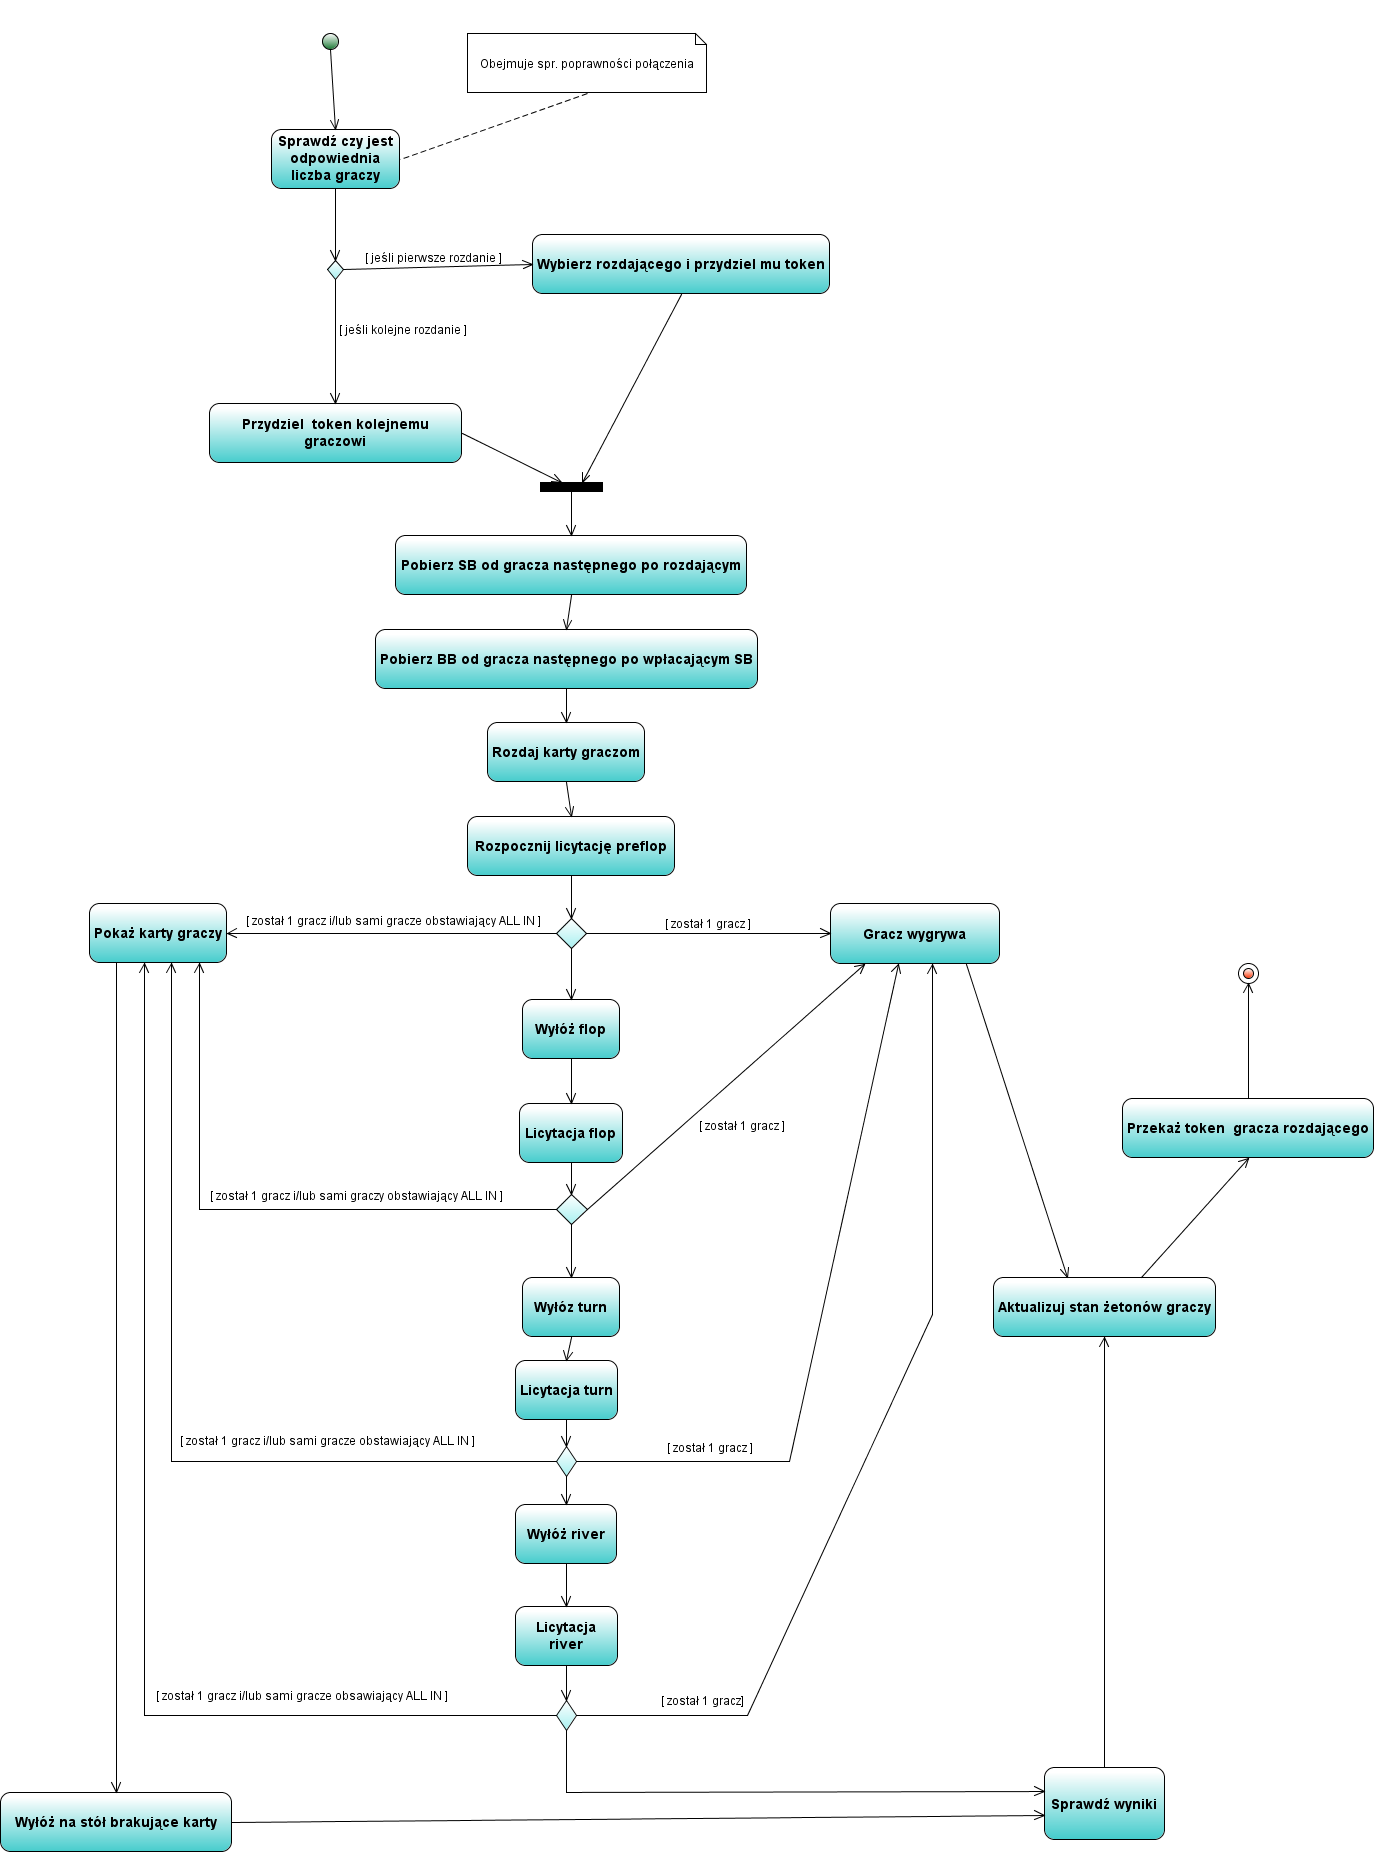 Obejmuje spr. poprawności połączenia
Sprawdź czy jest
odpowiednia
liczba graczy
[ jeśli pierwsze rozdanie ]
Wybierz rozdającego i przydziel mu token
[ jeśli kolejne rozdanie ]
Przydziel token kolejnemu
graczowi
Pobierz SB od gracza następnego po rozdającym
Pobierz BB od gracza następnego po wpłacającym SB
Rozdaj karty graczom
Rozpocznij licytację preflop
Pokaż karty graczy
[ został 1 gracz i/lub sami gracze obstawiający ALL IN ]
[ został 1 gracz ]
Gracz wygrywa
Wyłóż flop
Licytacja flop
[ został 1 gracz ]
Przekaż token gracza rozdającego
[ został 1 gracz i/lub sami graczy obstawiający ALL IN ]
Wyłóz turn
Aktualizuj stan żetonów graczy
Licytacja turn
[ został 1 gracz i/lub sami gracze obstawiający ALL IN ]
[ został 1 gracz ]
Wyłóż river
Licytacja
river
[ został 1 gracz i/lub sami gracze obsawiający ALL IN ]
[ został 1 gracz]
Sprawdź wyniki
Wyłóż na stół brakujące karty